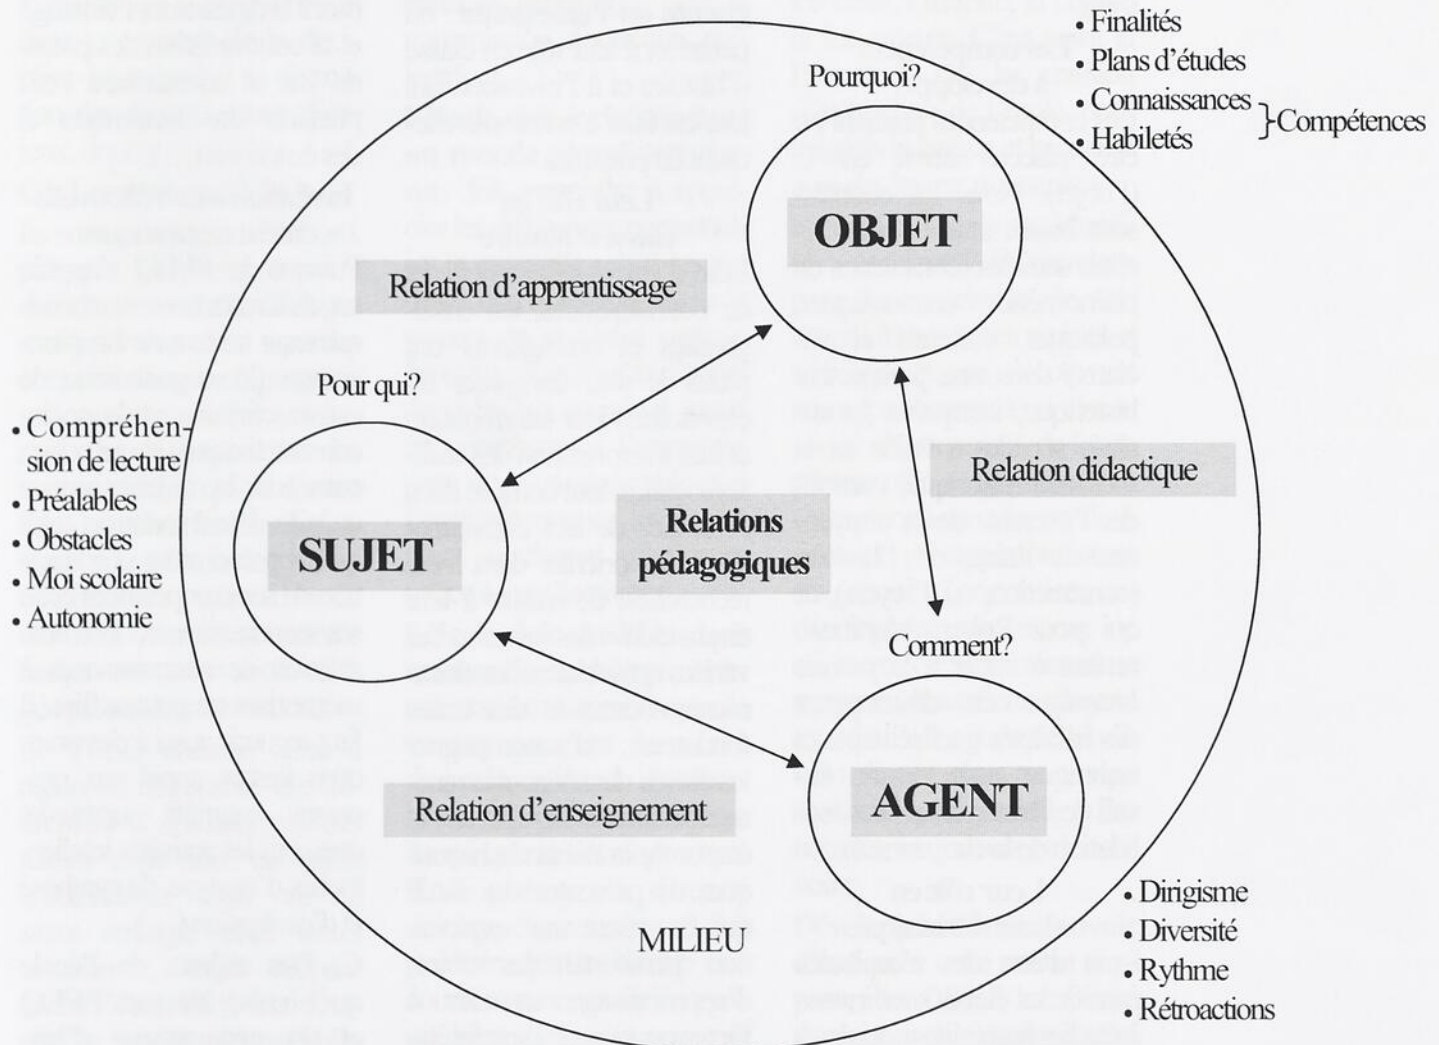 • Finalités
• Plans d’études
• Connaissances
• Habiletés
}Compétences
Pourquoi?
OBJET
Relation d’apprentissage
Pour qui?
• Compréhen-
sion de lecture
• Préalables
• Obstacles
• Moi scolaire
• Autonomie
SUJET
Relations
pédagogiques
Relation didactique
Comment?
AGENT
Relation d’enseignement
MILIEU
• Dirigisme
• Diversité
• Rythme
• Rétroactions